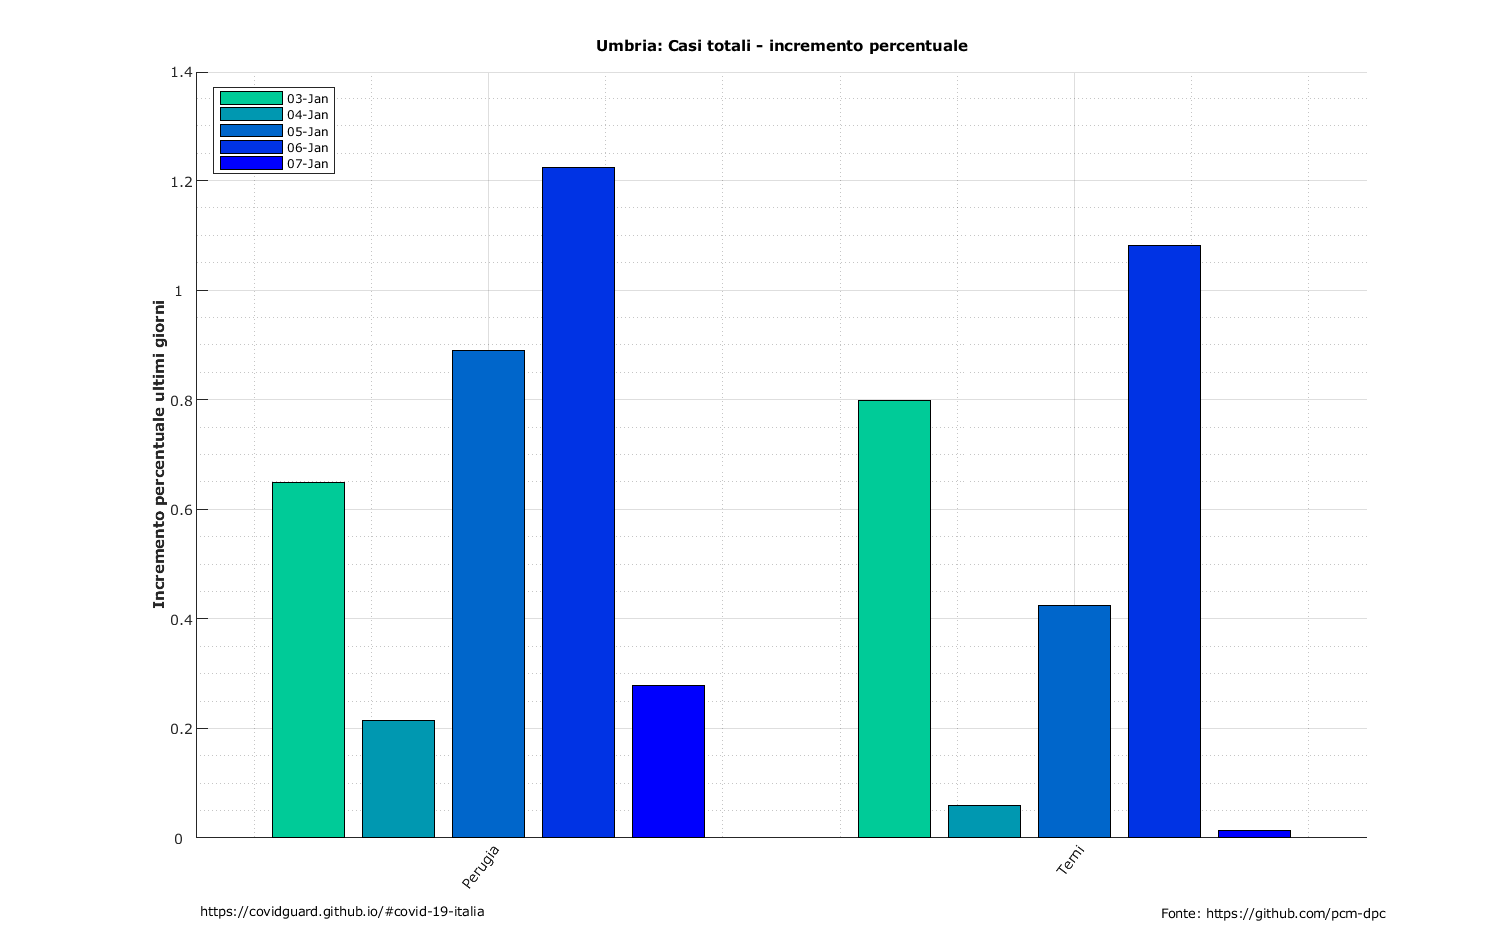 Umbria: Casi totali - incremento percentuale
Incremento percentuale ultimi giorni
1.4
1.2
1
0.8
0.6
0.4
0.2
0
03-Jan
04-Jan
05-Jan
06-Jan
07-Jan
Perugia
Terni
https://covidguard.github.io/#covid-19-italia
Fonte: https://github.com/pcm-dpc